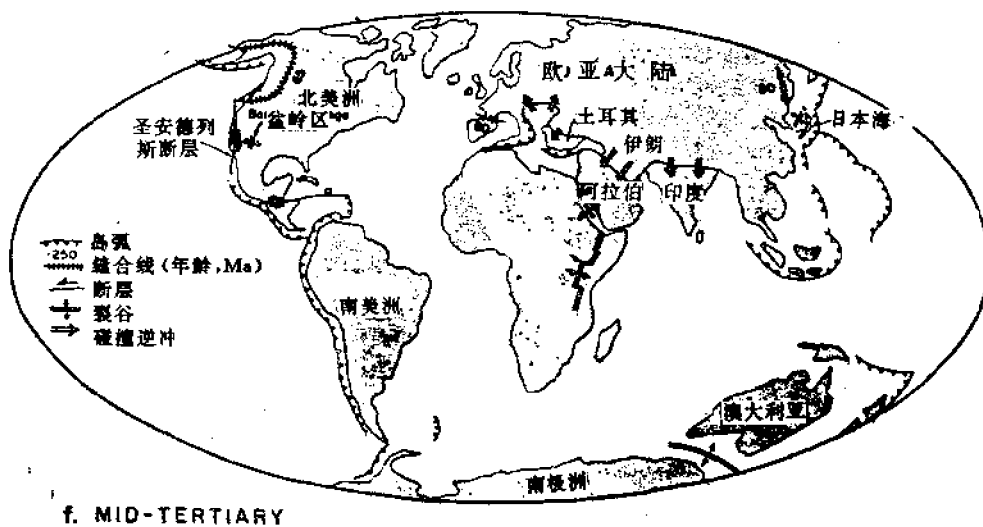 欧亚大陆
北美洲
盆岭区
圣安德列
斯断层
土耳其
伊朗
日本海
阿拉伯
印度
岛弧
250
缝合线(年龄,Ma)
断层
裂谷
碰撞逆冲
南美洲
澳大利亚
南极洲
f. MID-TERTIARY